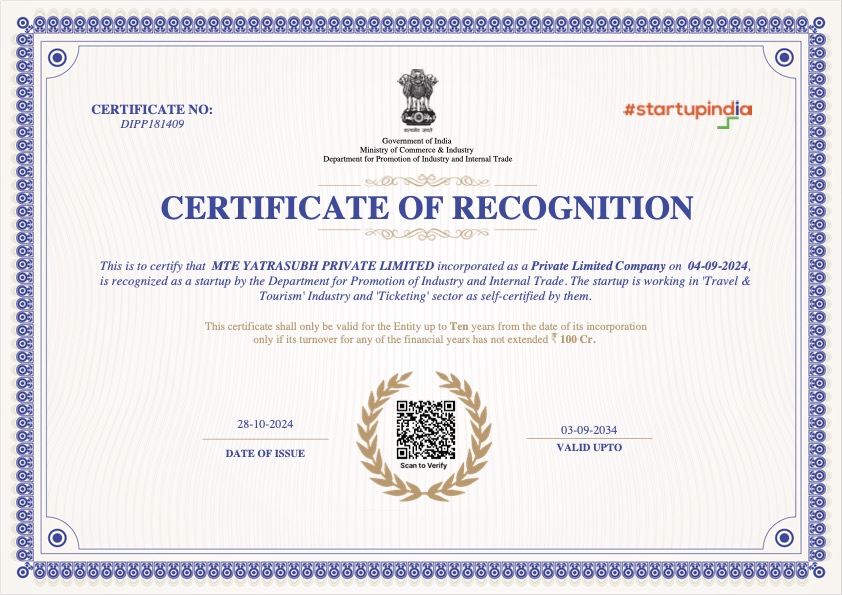 CERTIFICATE NO:
DIPP181409
सत्यमेव जयते
#startupindia
Government of India
Ministry of Commerce & Industry
Department for Promotion of Industry and Internal Trade
CERTIFICATE OF RECOGNITION
This is to certify that MTE YATRASUBH PRIVATE LIMITED incorporated as a Private Limited Company on 04-09-2024,
is recognized as a startup by the Department for Promotion of Industry and Internal Trade. The startup is working in 'Travel &
Tourism' Industry and 'Ticketing' sector as self-certified by them.
This certificate shall only be valid for the Entity up to Ten years from the date of its incorporation
only if its turnover for any of the financial years has not extended ₹ 100 Cr.
28-10-2024
DATE OF ISSUE
Scan to Verify
03-09-2034
VALID UPTO